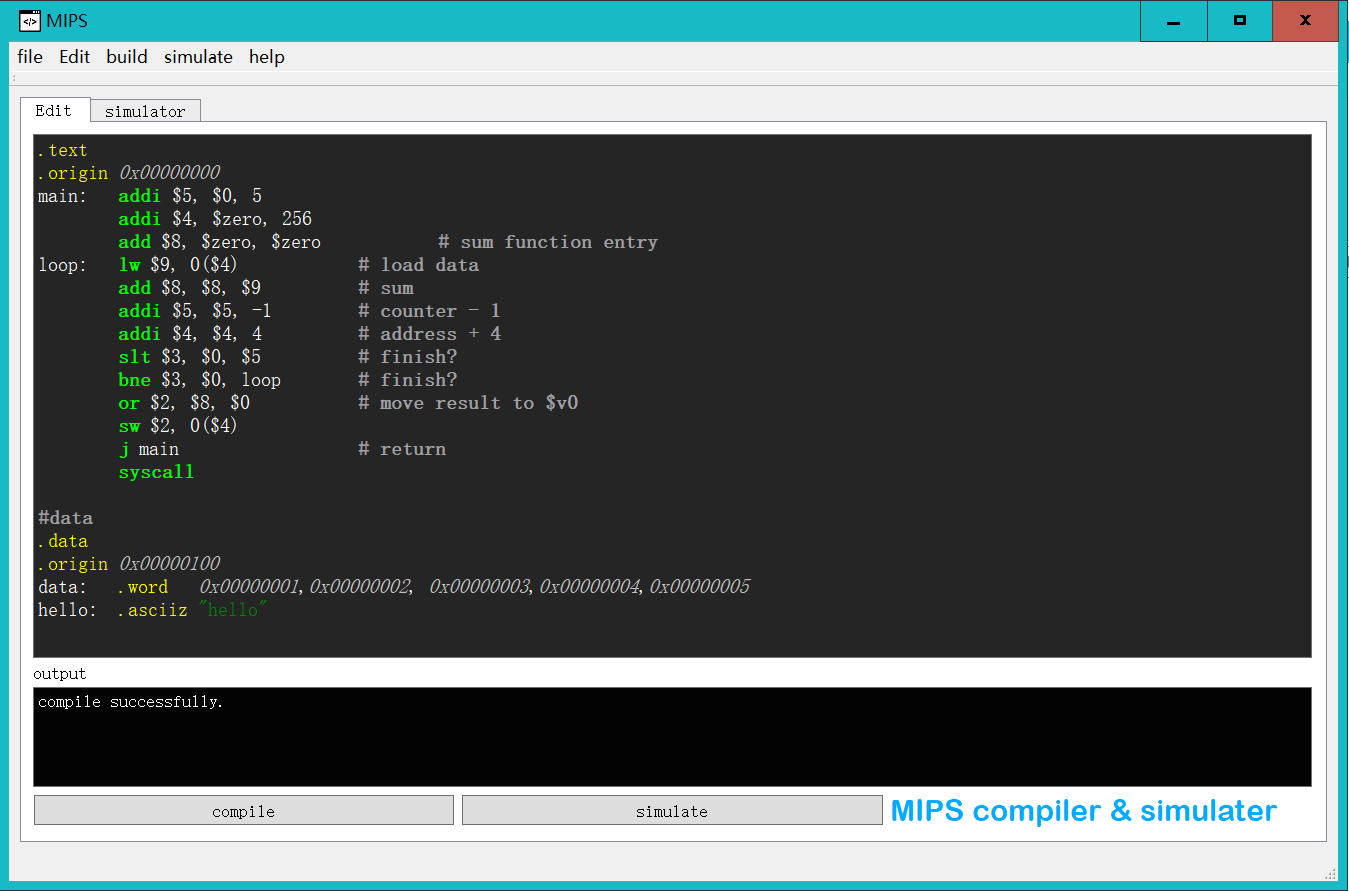 MIPS
file Edit build simulate help
Edit simulator
.text
.origin 0x00000000
main: addi $5, $0, 5
addi $4, $zero, 256
add $8, $zero, $zero # sum function entry
loop: lw $9, 0($4) # load data
add $8, $8, $9 # sum
addi $5, $5, -1 # counter - 1
addi $4, $4, 4 # address + 4
slt $3, $0, $5 # finish?
bne $3, $0, loop # finish?
or $2, $8, $0 # move result to $v0
sw $2, 0($4)
j main # return
syscall
#data
.data
.origin 0x00000100
data: .word 0x00000001,0x00000002, 0x00000003,0x00000004,0x00000005
hello: .asciiz "hello"
output
compile successfully.
compile simulate MIPS compiler & simulater